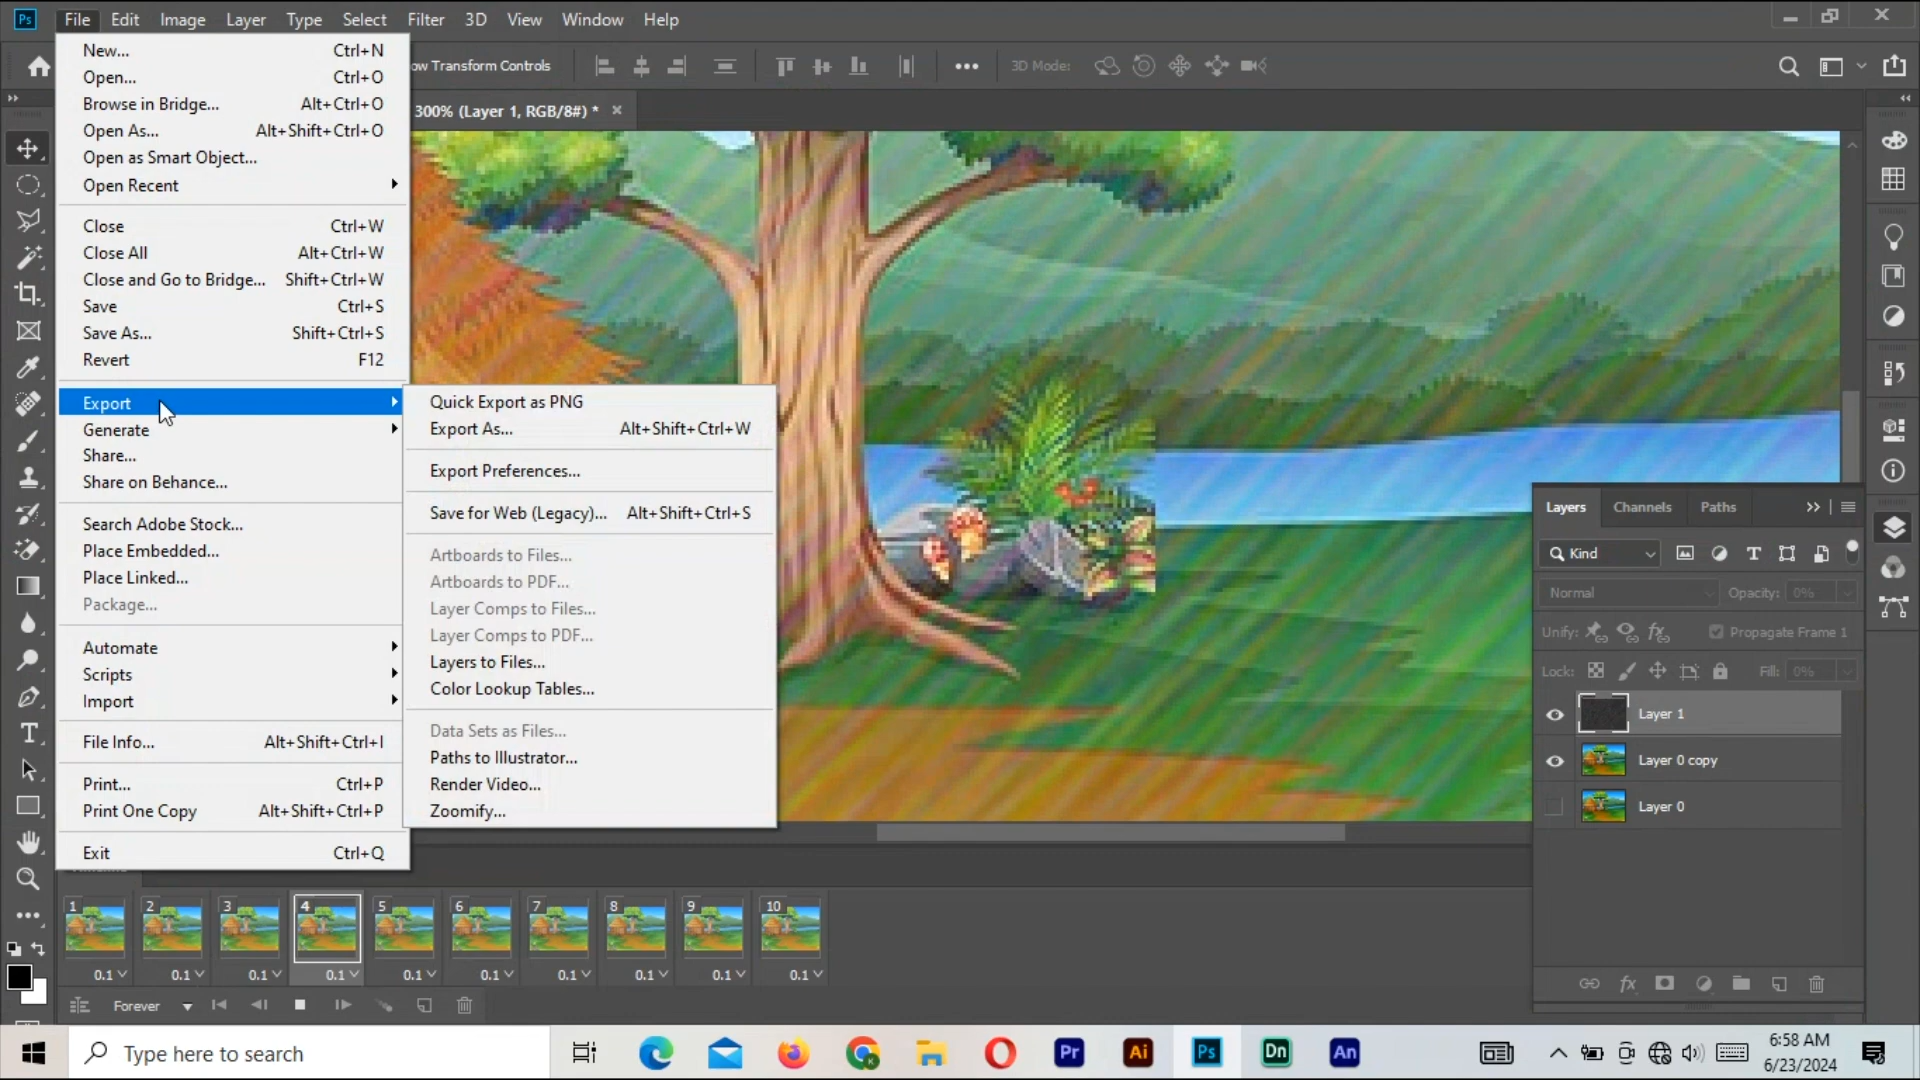 Ps File Edit Image Layer Type Select Filter 3D View Window Help
ow Transform Controls 3D Mode:
300% (Layer 1, RGB/8#) *
New... Ctrl+N
Open... Ctrl+O
Browse in Bridge... Alt+Ctrl+O
Open As... Alt+Shift+Ctrl+O
Open as Smart Object...
Open Recent
Close Ctrl+W
Close All Alt+Ctrl+W
Close and Go to Bridge... Shift+Ctrl+W
Save Ctrl+S
Save As... Shift+Ctrl+S
Revert F12
Export
Generate
Share...
Share on Behance...
Search Adobe Stock...
Place Embedded...
Place Linked...
Package...
Automate
Scripts
Import
File Info... Alt+Shift+Ctrl+I
Print... Ctrl+P
Print One Copy Alt+Shift+Ctrl+P
Exit Ctrl+Q
Quick Export as PNG
Export As... Alt+Shift+Ctrl+W
Export Preferences...
Save for Web (Legacy)... Alt+Shift+Ctrl+S
Artboards to Files...
Artboards to PDF...
Layer Comps to Files...
Layer Comps to PDF...
Layers to Files...
Color Lookup Tables...
Data Sets as Files...
Paths to Illustrator...
Render Video...
Zoomify...
Layers Channels Paths
Kind
Normal Opacity: 0%
Unify: Propagate Frame 1
Lock: Fill: 0%
Layer 1
Layer 0 copy
Layer 0
1 2 3 4 5 6 7 8 9 10
0.1 0.1 0.1 0.1 0.1 0.1 0.1 0.1 0.1 0.1
Forever
Type here to search
Pr Ai Ps Dn An
6:58 AM
6/23/2024